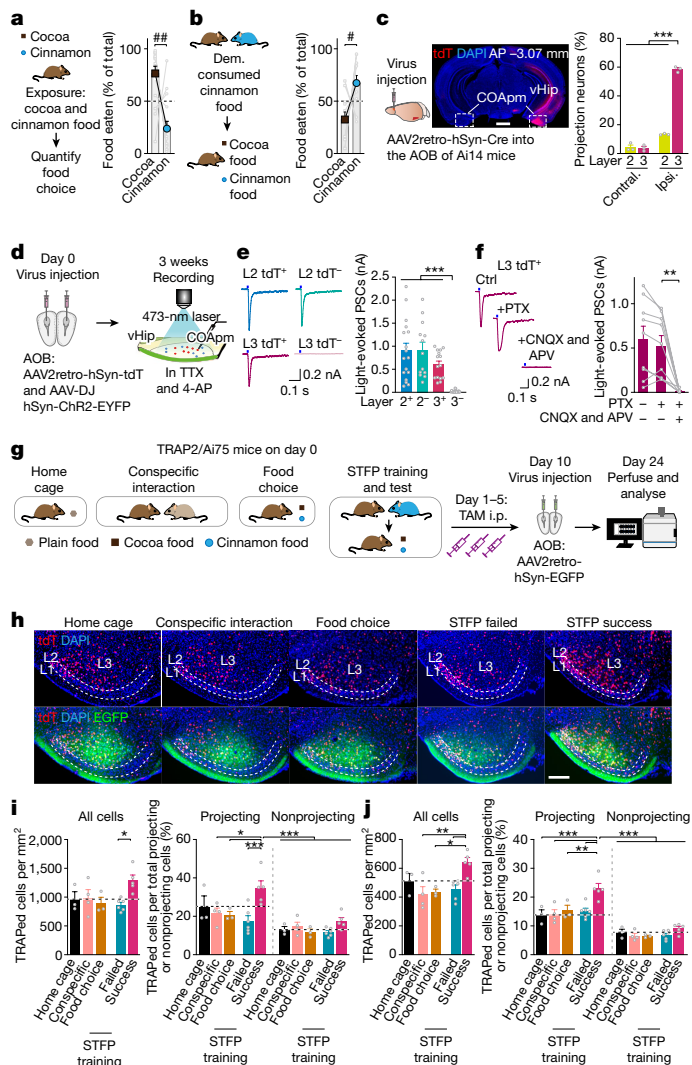 a
Cocoa
Cinnamon
Exposure:
cocoa and
cinnamon food
Quantify
food
choice
Food eaten (% of total)
100
50
0
##
Cocoa
Cinnamon
b
Dem.
consumed
cinnamon
food
Cocoa
food
Cinnamon
food
Food eaten (% of total)
100
50
0
#
Cocoa
Cinnamon
c
Virus
injection
tdT DAPI AP –3.07 mm
vHip
COApm
AAV2retro-hSyn-Cre into
the AOB of Ai14 mice
Projection neurons (%)
80
60
40
20
0
***
Layer 2 3 2 3
Contral.
Ipsi.
d
Day 0
Virus injection
AOB:
AAV2retro-hSyn-tdT
and AAV-DJ
hSyn-ChR2-EYFP
3 weeks
Recording
473-nm laser
vHip
COApm
In TTX
and 4-AP
e
L2 tdT+
L2 tdT–
L3 tdT+
L3 tdT–
0.2 nA
0.1 s
Light-evoked PSCs (nA)
2.5
2.0
1.5
1.0
0.5
0
***
Layer 2+ 2– 3+ 3–
f
L3 tdT+
Ctrl
+PTX
+CNQX and
APV
0.2 nA
0.1 s
Light-evoked PSCs (nA)
1.0
0.5
0
**
PTX – + +
CNQX and APV – – +
g
TRAP2/Ai75 mice on day 0
Home
cage
Conspecific
interaction
Food
choice
STFP training
and test
Plain food
Cocoa food
Cinnamon food
Day 1–5:
TAM i.p.
Day 10
Virus injection
AOB:
AAV2retro-
hSyn-EGFP
Day 24
Perfuse and
analyse
h
Home cage
Conspecific interaction
Food choice
STFP failed
STFP success
tdT DAPI
L2
L1
L3
L2
L1
L3
L2
L1
L3
L2
L1
L3
L2
L1
L3
tdT DAPI EGFP
i
All cells
TRAPed cells per mm2
2,000
1,500
1,000
500
0
*
Home cage
Conspecific
Food choice
Failed
Success
STFP
training
Projecting
Nonprojecting
TRAPed cells per total projecting
or nonprojecting cells (%)
60
40
20
0
*
***
***
Home cage
Conspecific
Food choice
Failed
Success
STFP
training
Home cage
Conspecific
Food choice
Failed
Success
STFP
training
j
All cells
TRAPed cells per mm2
800
600
400
200
0
**
*
Home cage
Conspecific
Food choice
Failed
Success
STFP
training
Projecting
Nonprojecting
TRAPed cells per total projecting
or nonprojecting cells (%)
40
30
20
10
0
***
**
***
Home cage
Conspecific
Food choice
Failed
Success
STFP
training
Home cage
Conspecific
Food choice
Failed
Success
STFP
training